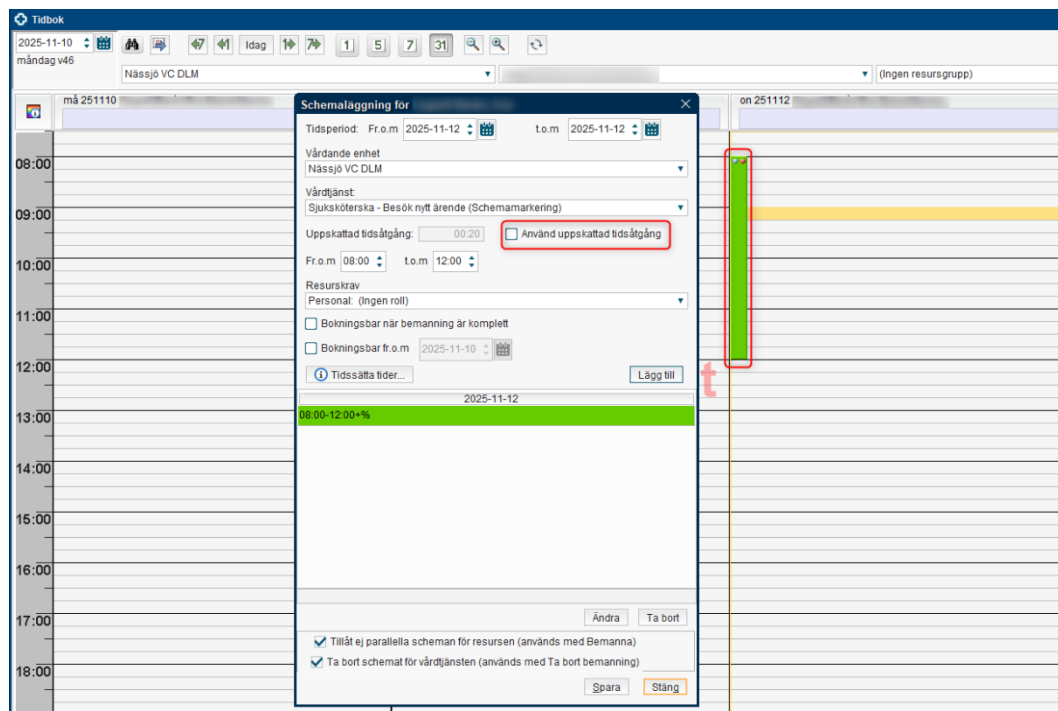 Tidbok
2025-11-10
måndag v46
47 41 Idag 1 7 1 5 7 31
Nässjö VC DLM (Ingen resursgrupp)
må 251110 on 251112
Schemaläggning för
Tidsperiod: Fr.o.m 2025-11-12 t.o.m 2025-11-12
Vårdande enhet
Nässjö VC DLM
Vårdtjänst:
Sjuksköterska - Besök nytt ärende (Schemamarkering)
Uppskattad tidsåtgång: 00:20 Använd uppskattad tidsåtgång
Fr.o.m 08:00 t.o.m 12:00
Resurskrav
Personal: (Ingen roll)
Bokningsbar när bemanning är komplett
Bokningsbar fr.o.m 2025-11-10
Tidssätta tider... Lägg till
t
2025-11-12
08:00-12:00+%
Ändra Ta bort
Tillåt ej parallella scheman för resursen (används med Bemanna)
Ta bort schemat för vårdtjänsten (används med Ta bort bemanning)
Spara Stäng
08:00
09:00
10:00
11:00
12:00
13:00
14:00
15:00
16:00
17:00
18:00